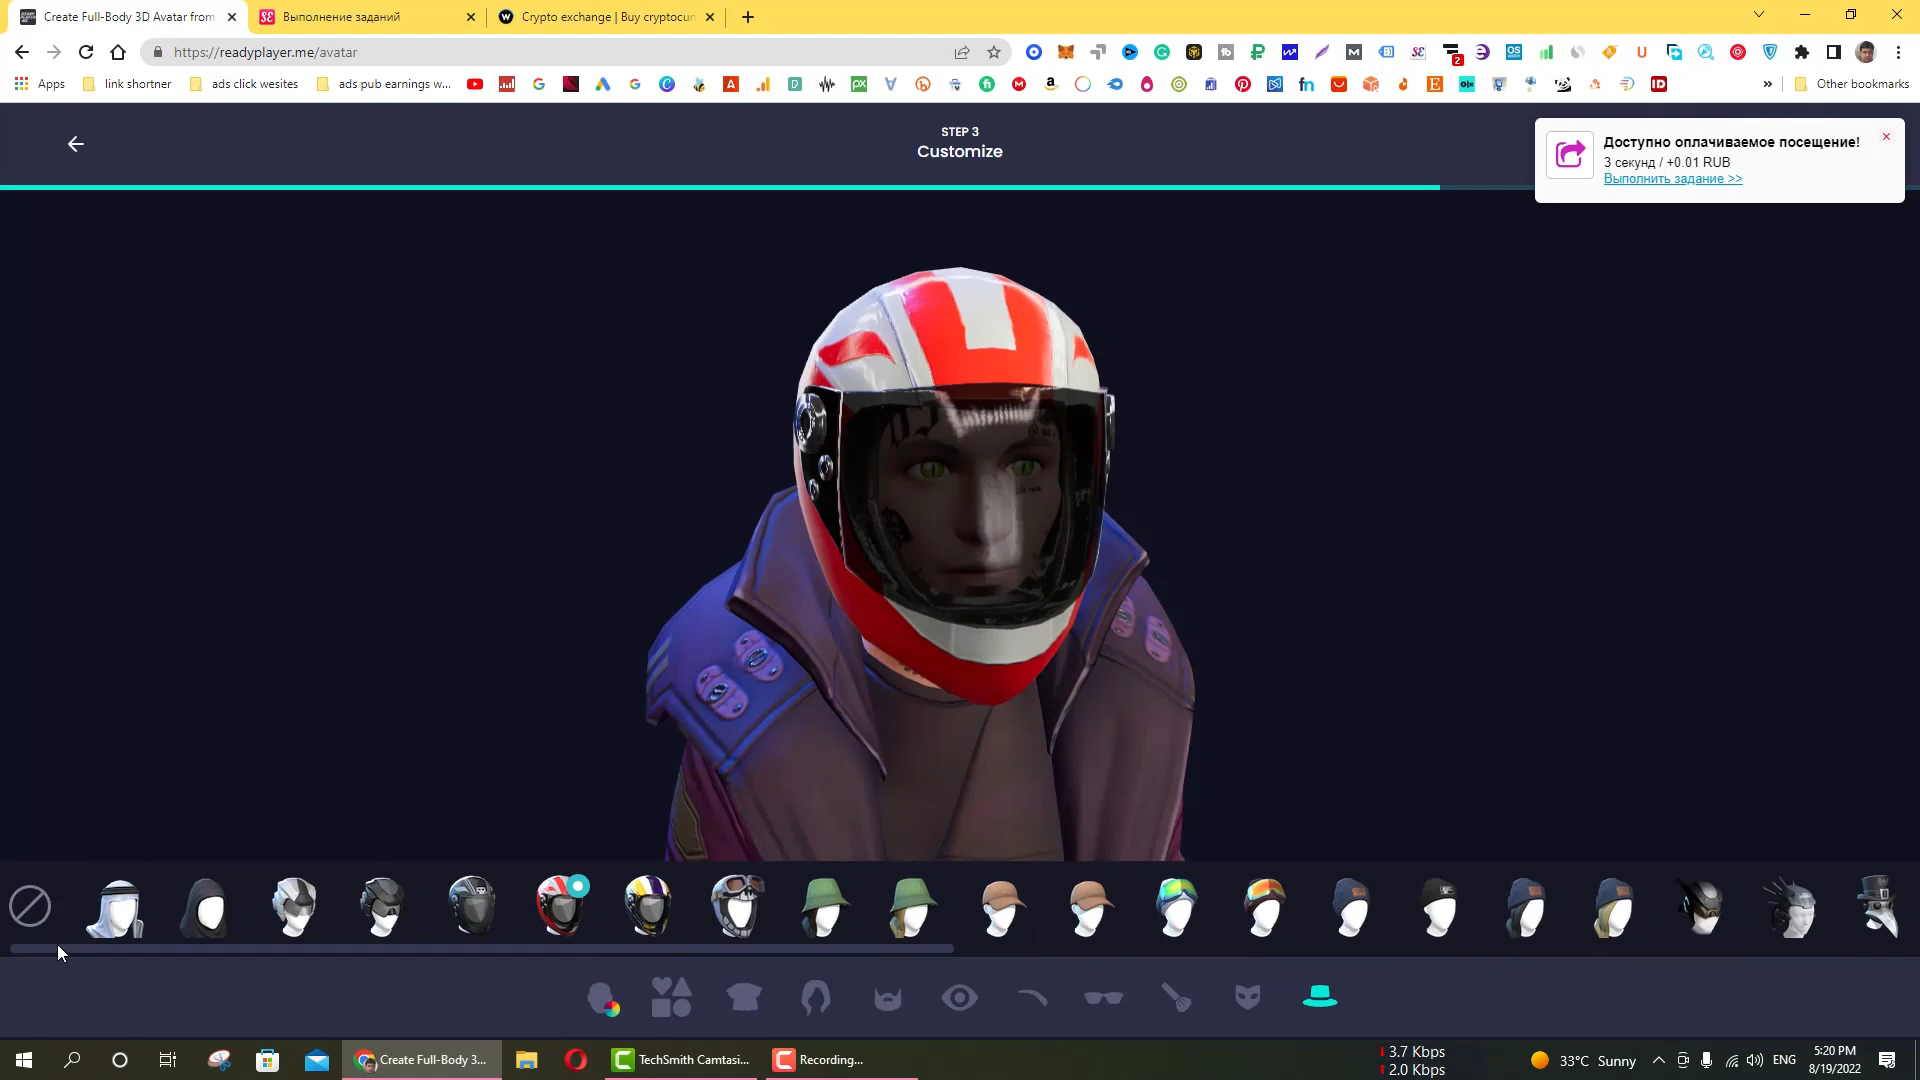 Create Full-Body 3D Avatar from
Выполнение заданий
Crypto exchange | Buy cryptocur
https://readyplayer.me/avatar
2
Apps
link shortner
ads click wesites
ads pub earnings w...
Other bookmarks
STEP 3
Customize
Доступно оплачиваемое посещение!
3 секунд / +0.01 RUB
Выполнить задание >>
Create Full-Body 3...
TechSmith Camtasi...
Recording...
3.7 Kbps
2.0 Kbps
33°C Sunny
ENG
5:20 PM
8/19/2022